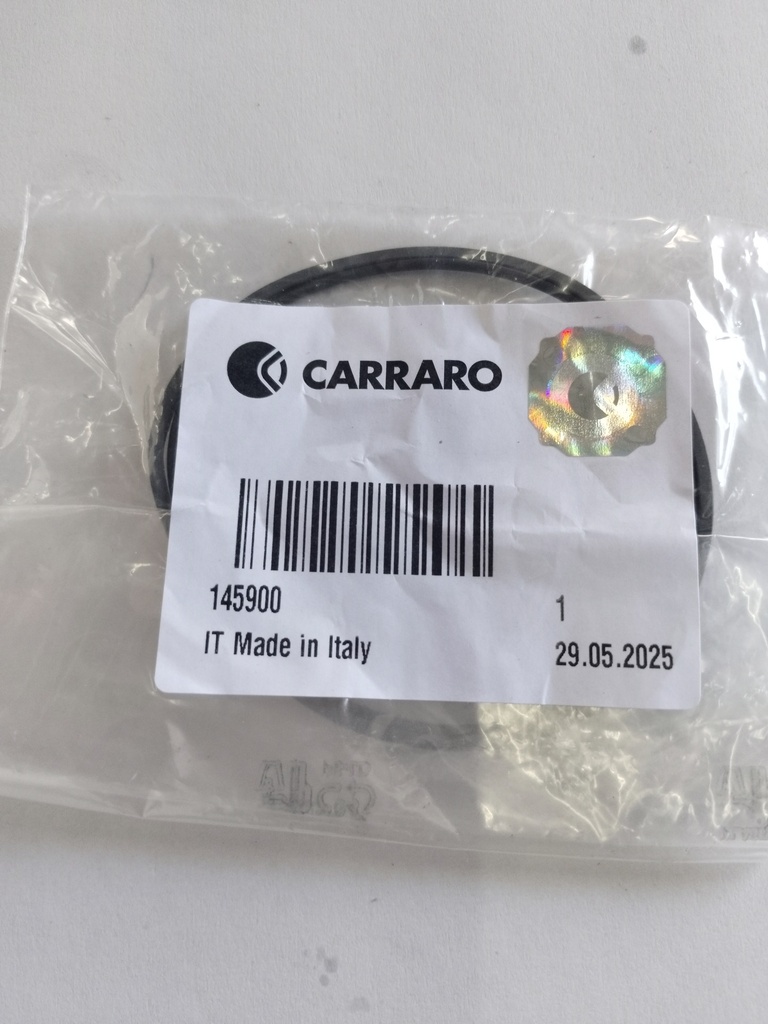 CARRARO
145900
1
IT Made in Italy
29.05.2025